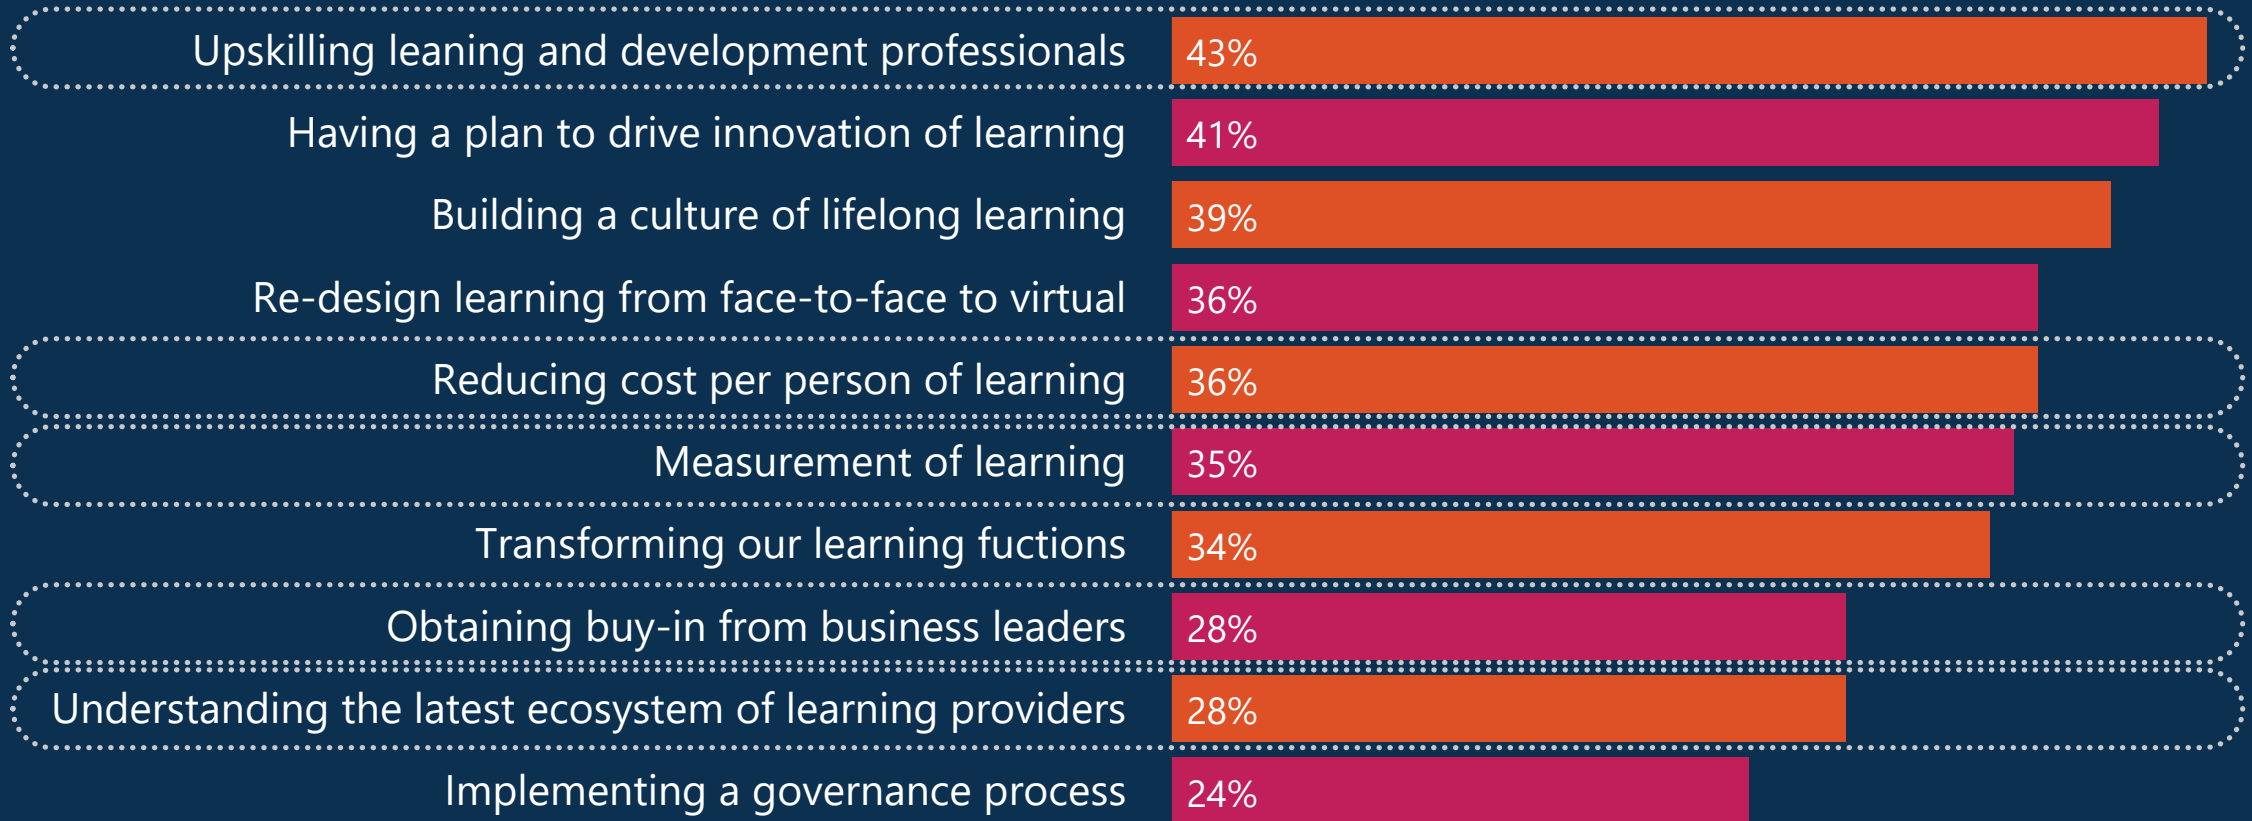 Upskilling leaning and development professionals 43%
Having a plan to drive innovation of learning 41%
Building a culture of lifelong learning 39%
Re-design learning from face-to-face to virtual 36%
Reducing cost per person of learning 36%
Measurement of learning 35%
Transforming our learning fuctions 34%
Obtaining buy-in from business leaders 28%
Understanding the latest ecosystem of learning providers 28%
Implementing a governance process 24%